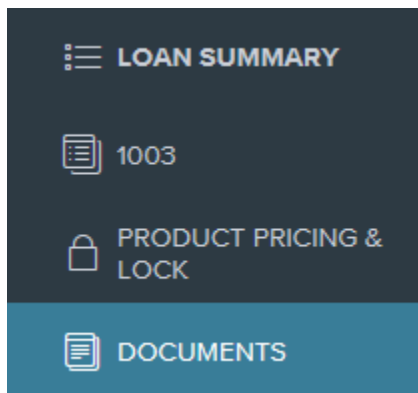 LOAN SUMMARY
1003
PRODUCT PRICING &
LOCK
DOCUMENTS